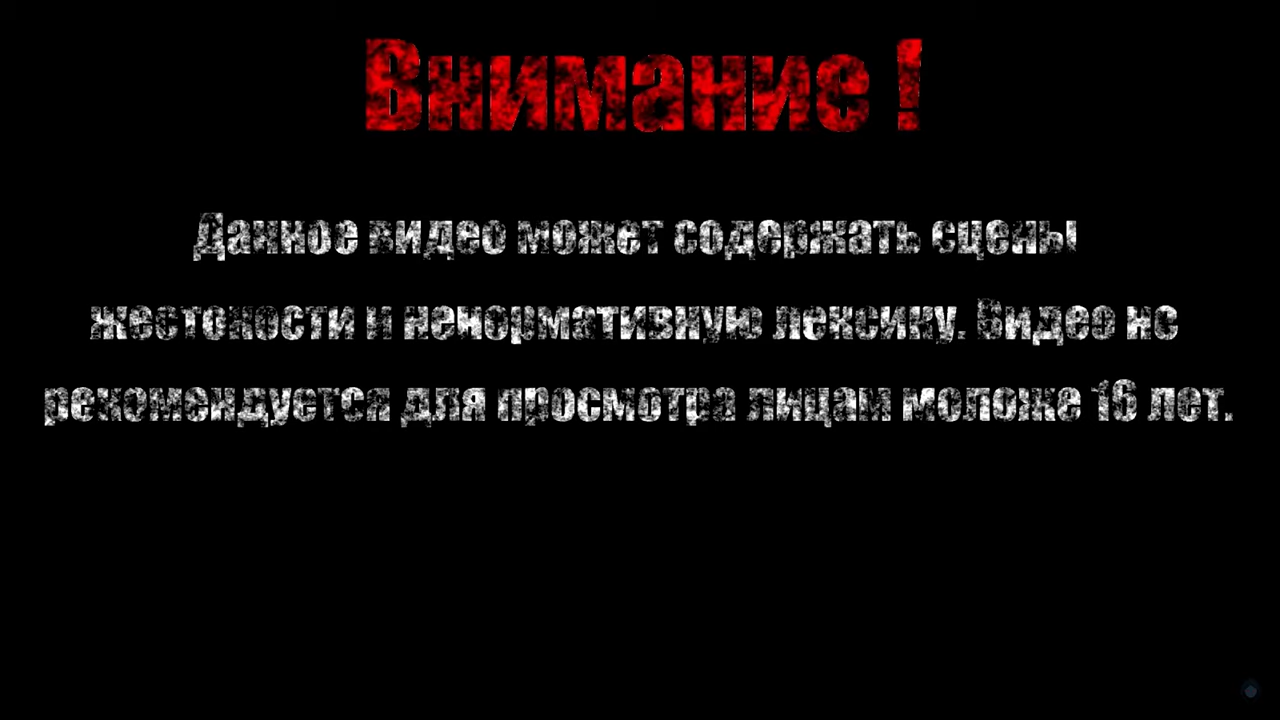 Внимание !
Данное видео может содержать сцены
жестокости и ненормативную лексику. Видео не
рекомендуется для просмотра лицам моложе 16 лет.